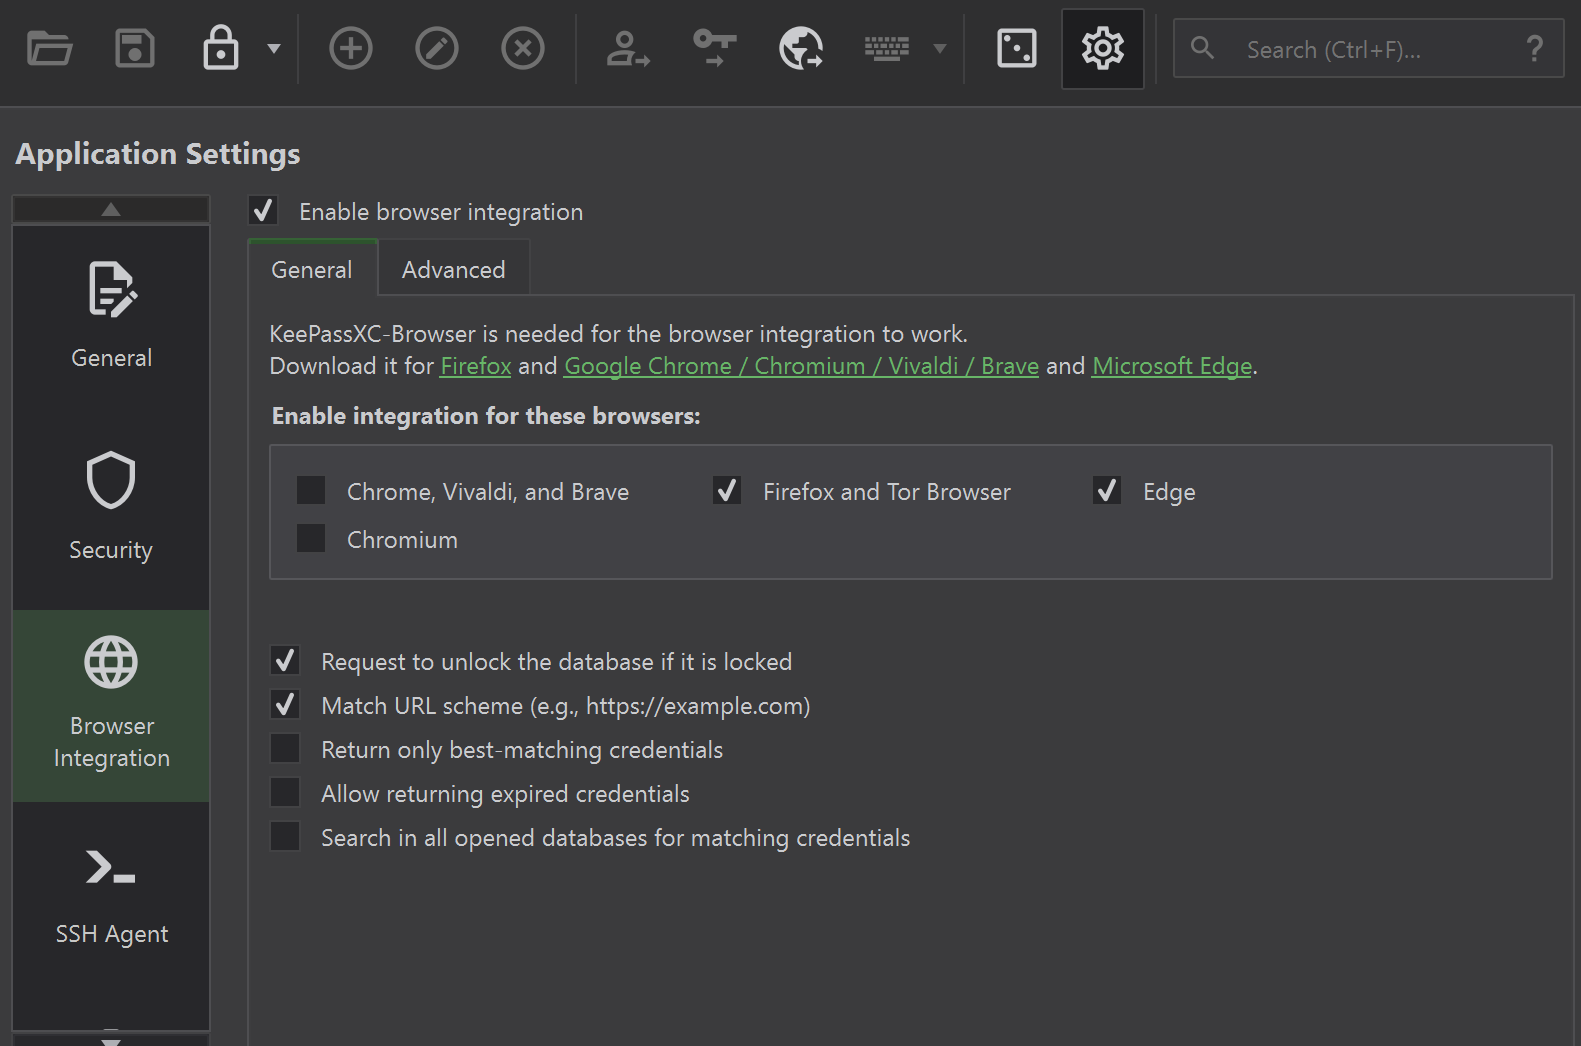 Search (Ctrl+F)...
?
Application Settings
General
Security
Browser
Integration
SSH Agent
Enable browser integration
General
Advanced
KeePassXC-Browser is needed for the browser integration to work.
Download it for Firefox and Google Chrome / Chromium / Vivaldi / Brave and Microsoft Edge.
Enable integration for these browsers:
Chrome, Vivaldi, and Brave
Firefox and Tor Browser
Edge
Chromium
Request to unlock the database if it is locked
Match URL scheme (e.g., https://example.com)
Return only best-matching credentials
Allow returning expired credentials
Search in all opened databases for matching credentials